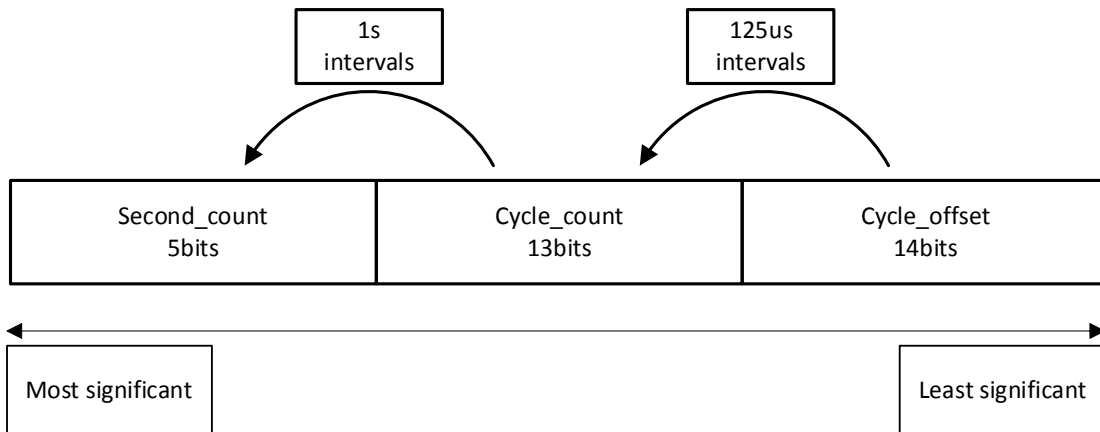 1s
intervals
125us
intervals
Second_count
5bits
Cycle_count
13bits
Cycle_offset
14bits
Most significant
Least significant